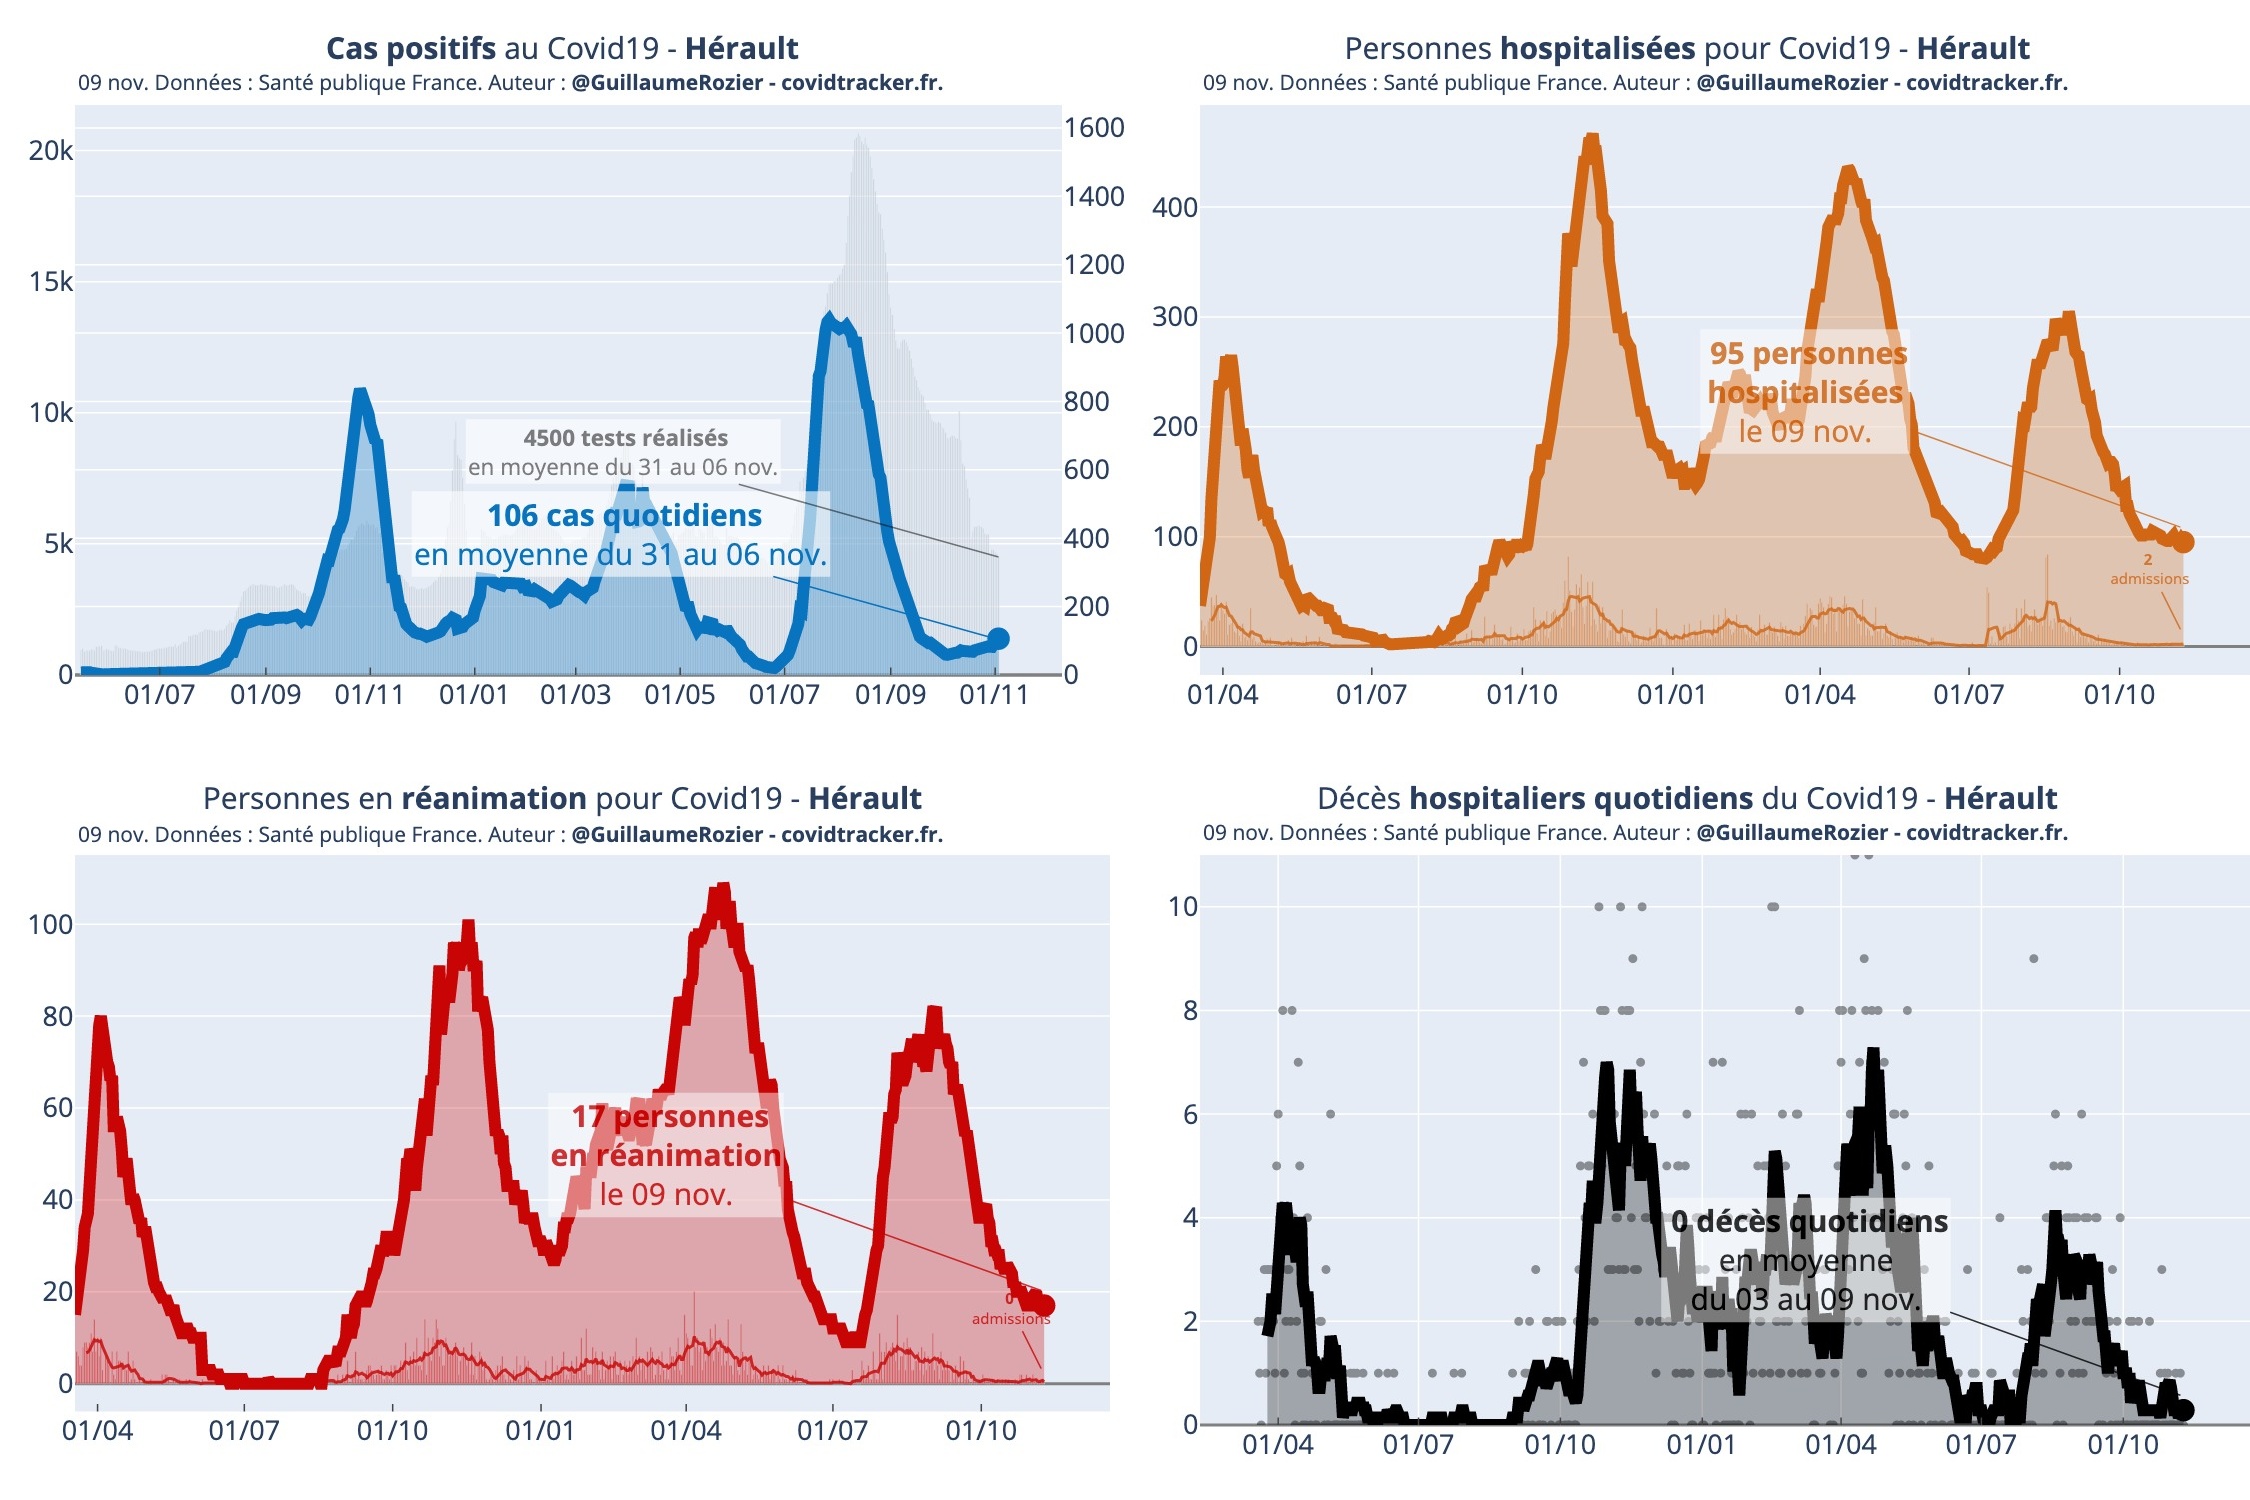 Cas positifs au Covid19 - Hérault
09 nov. Données : Santé publique France. Auteur : @GuillaumeRozier - covidtracker.fr.
20k
15k
10k
5k
0
1600
1400
1200
1000
800
600
400
200
0
4500 tests réalisés
en moyenne du 31 au 06 nov.
106 cas quotidiens
en moyenne du 31 au 06 nov.
01/07 01/09 01/11 01/01 01/03 01/05 01/07 01/09 01/11
Personnes hospitalisées pour Covid19 - Hérault
09 nov. Données : Santé publique France. Auteur : @GuillaumeRozier - covidtracker.fr.
400
300
200
100
0
95 personnes
hospitalisées
le 09 nov.
2
admissions
01/04 01/07 01/10 01/01 01/04 01/07 01/10
Personnes en réanimation pour Covid19 - Hérault
09 nov. Données : Santé publique France. Auteur : @GuillaumeRozier - covidtracker.fr.
100
80
60
40
20
0
17 personnes
en réanimation
le 09 nov.
0
admissions
01/04 01/07 01/10 01/01 01/04 01/07 01/10
Décès hospitaliers quotidiens du Covid19 - Hérault
09 nov. Données : Santé publique France. Auteur : @GuillaumeRozier - covidtracker.fr.
10
8
6
4
2
0
0 décès quotidiens
en moyenne
du 03 au 09 nov.
01/04 01/07 01/10 01/01 01/04 01/07 01/10